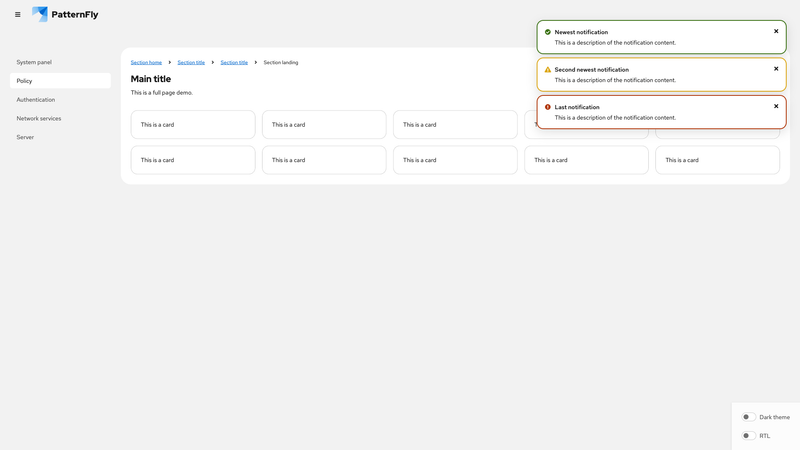 PatternFly
System panel
Policy
Authentication
Network services
Server
Section home
Section title
Section title
Section landing
Main title
This is a full page demo.
This is a card
This is a card
This is a card
This is a card
This is a card
This is a card
This is a card
This is a card
Newest notification
This is a description of the notification content.
Second newest notification
This is a description of the notification content.
Last notification
This is a description of the notification content.
Dark theme
RTL